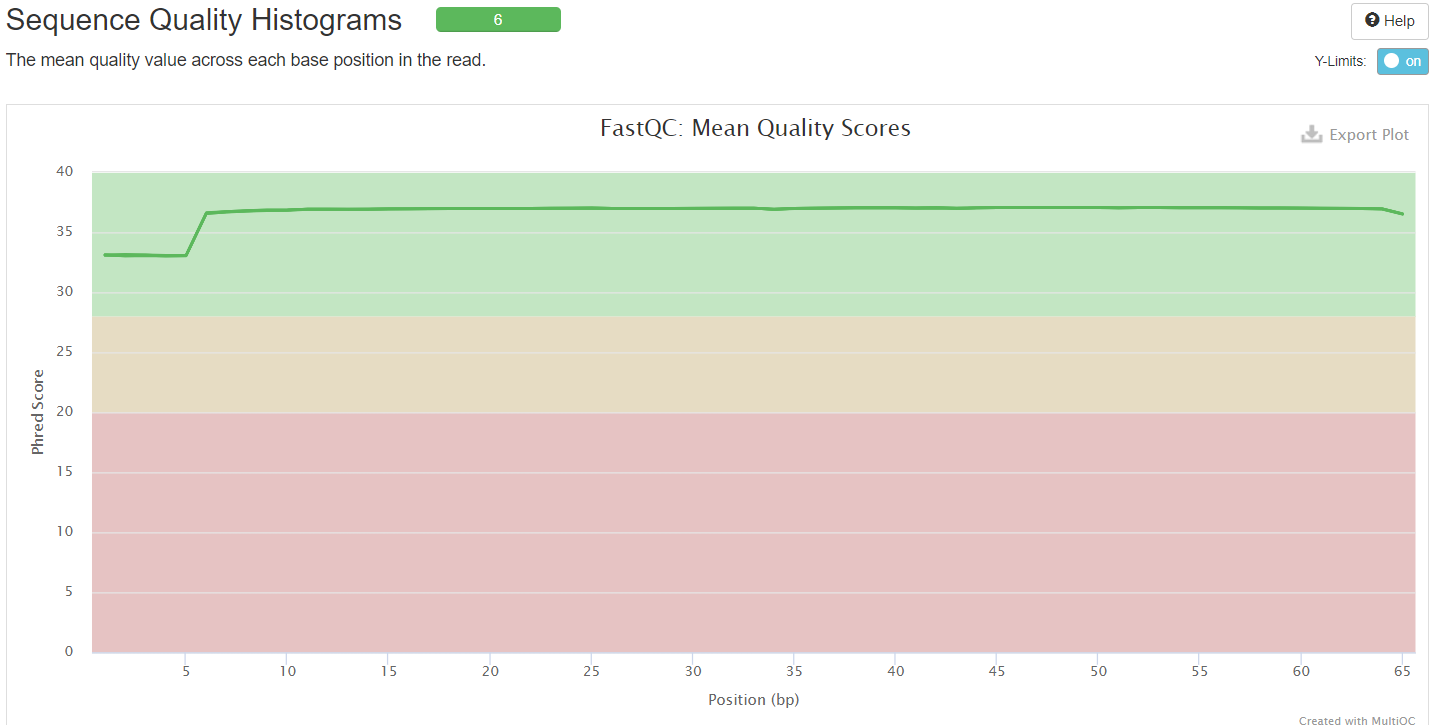 Sequence Quality Histograms 6
Help
The mean quality value across each base position in the read.
Y-Limits: on
FastQC: Mean Quality Scores
Export Plot
40
35
30
25
20
15
10
5
0
Phred Score
5 10 15 20 25 30 35 40 45 50 55 60 65
Position (bp)
Created with MultiQC